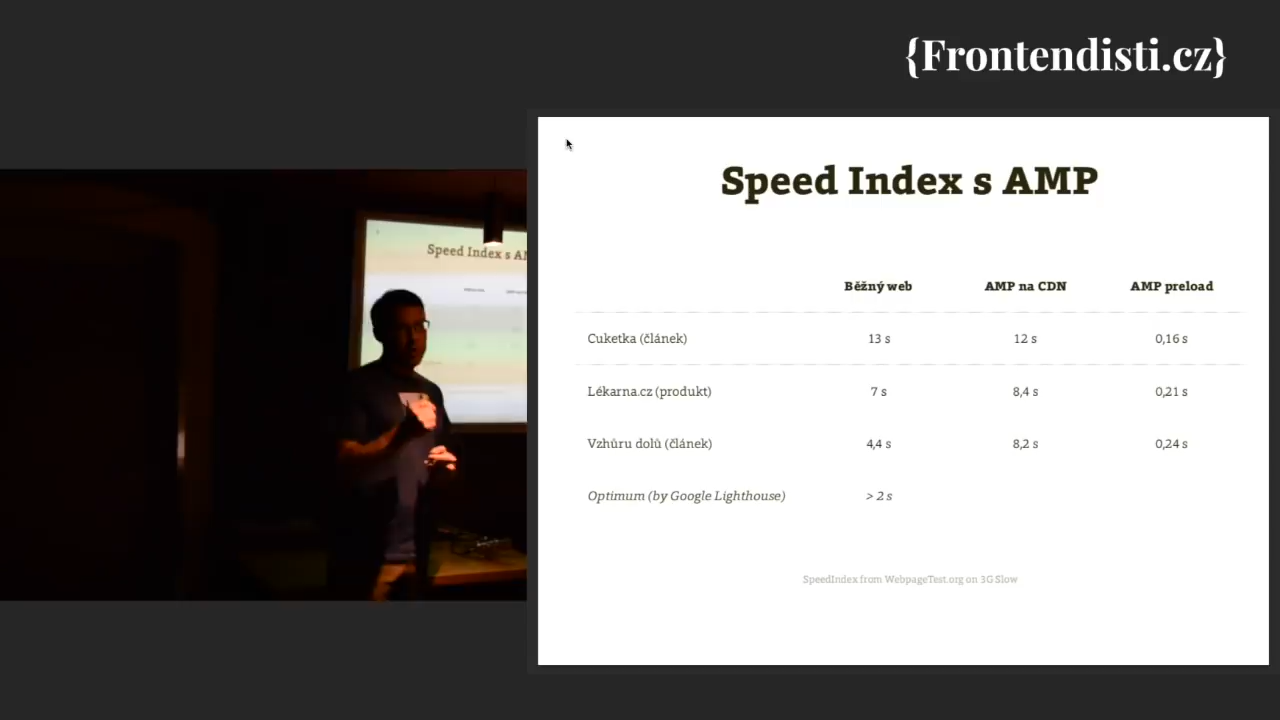 {Frontendisti.cz}
Speed Index s AMP
Běžný web AMP na CDN AMP preload
Cuketka (článek) 13 s 12 s 0,16 s
Lékarna.cz (produkt) 7 s 8,4 s 0,21 s
Vzhůru dolů (článek) 4,4 s 8,2 s 0,24 s
Optimum (by Google Lighthouse) > 2 s
SpeedIndex from WebpageTest.org on 3G Slow
Speed Index s A